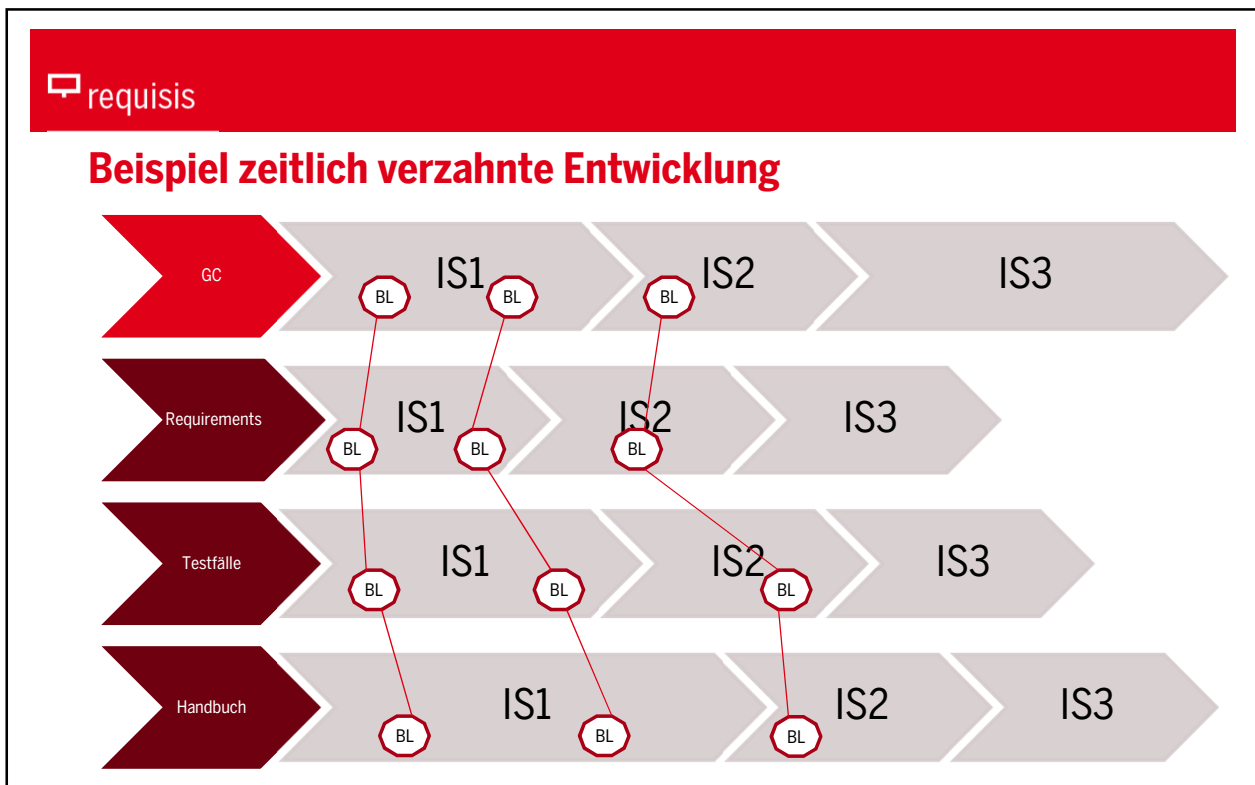 requisis
Beispiel zeitlich verzahnte Entwicklung
GC
IS1
IS2
IS3
BL
BL
BL
Requirements
IS1
IS2
IS3
BL
BL
BL
Testfälle
IS1
IS2
IS3
BL
BL
BL
Handbuch
IS1
IS2
IS3
BL
BL
BL